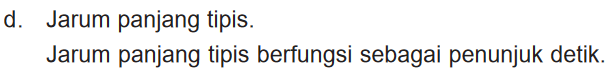 d. Jarum panjang tipis.
Jarum panjang tipis berfungsi sebagai penunjuk detik.